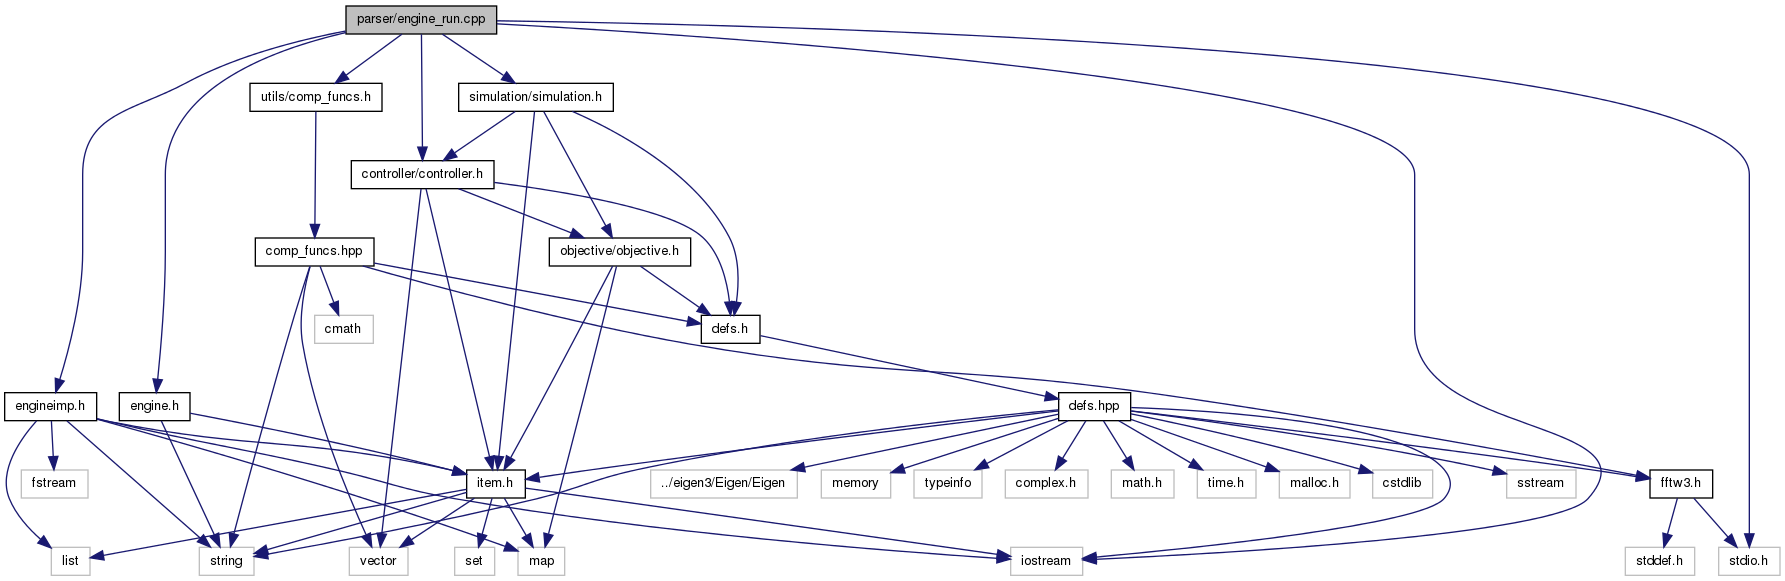 parser/engine_run.cpp
utils/comp_funcs.h
simulation/simulation.h
controller/controller.h
comp_funcs.hpp
objective/objective.h
cmath
defs.h
engineimp.h
engine.h
defs.hpp
fstream
item.h
../eigen3/Eigen/Eigen
memory
typeinfo
complex.h
math.h
time.h
malloc.h
cstdlib
sstream
fftw3.h
list
string
vector
set
map
iostream
stddef.h
stdio.h